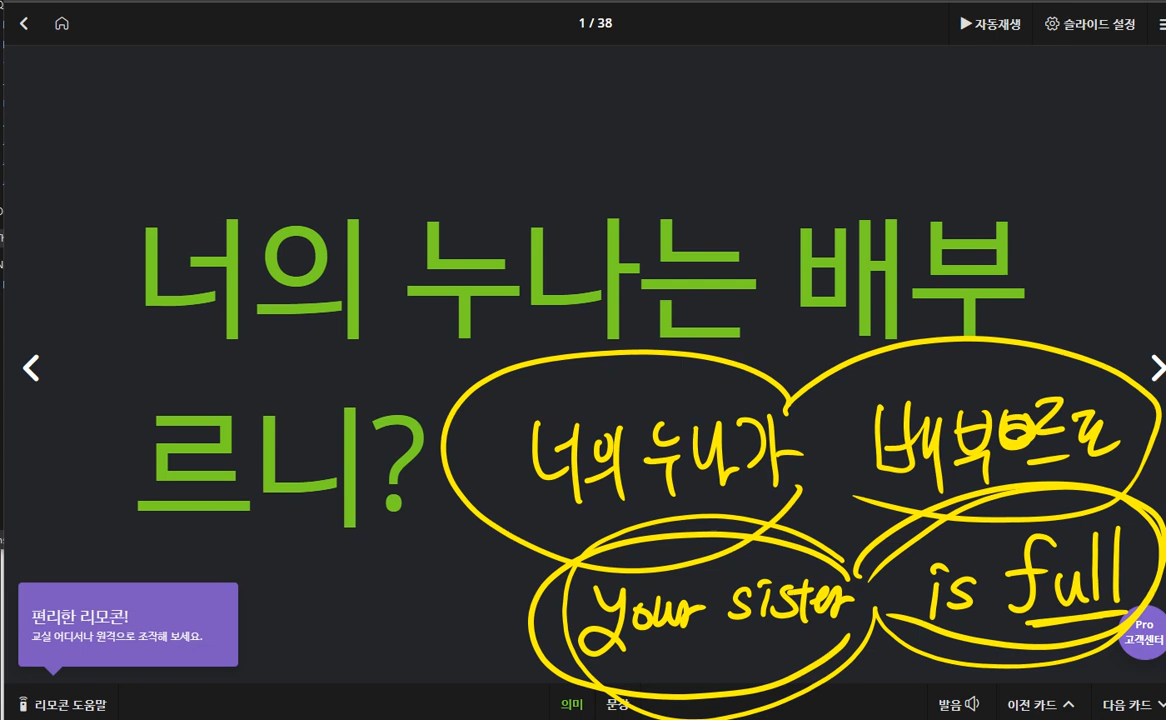 1 / 38
자동재생
슬라이드 설정
너의 누나는 배부
르니?
너의 누나가
your sister
is full
편리한 리모콘!
교실 어디서나 원격으로 조작해 보세요.
Pro
고객센터
리모콘 도움말
의미
문장
발음
이전 카드
다음 카드